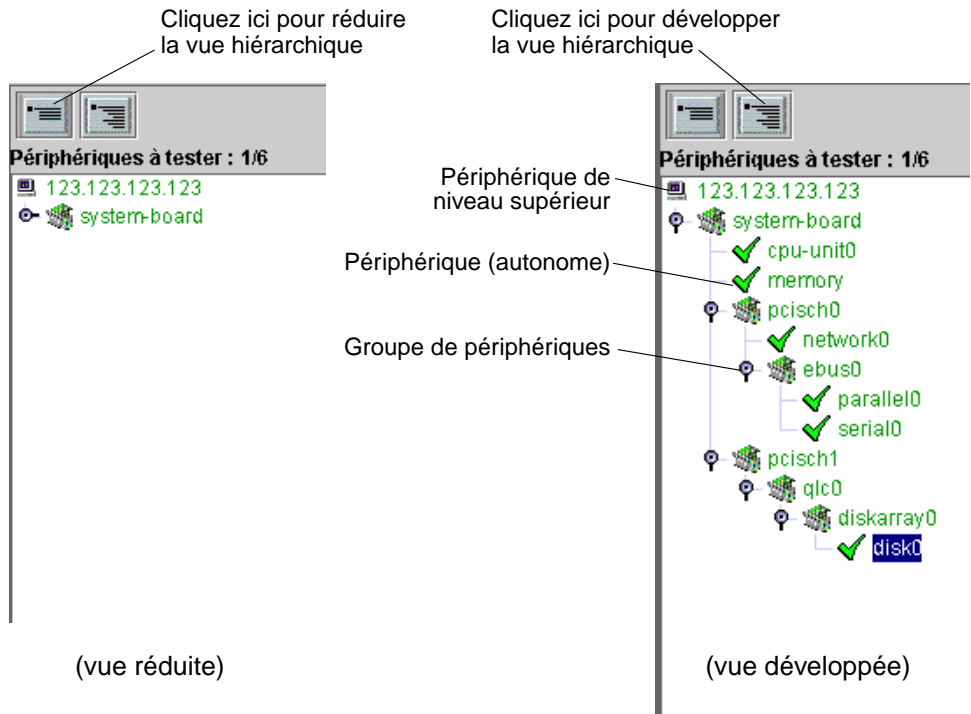 Cliquez ici pour réduire
la vue hiérarchique
Cliquez ici pour développer
la vue hiérarchique
Périphériques à tester : 1/6
123.123.123.123
system-board
(vue réduite)
Périphérique de
niveau supérieur
Périphérique (autonome)
Groupe de périphériques
Périphériques à tester : 1/6
123.123.123.123
system-board
cpu-unit0
memory
pcisch0
network0
ebus0
parallel0
serial0
pcisch1
qlc0
diskarray0
disk0
(vue développée)